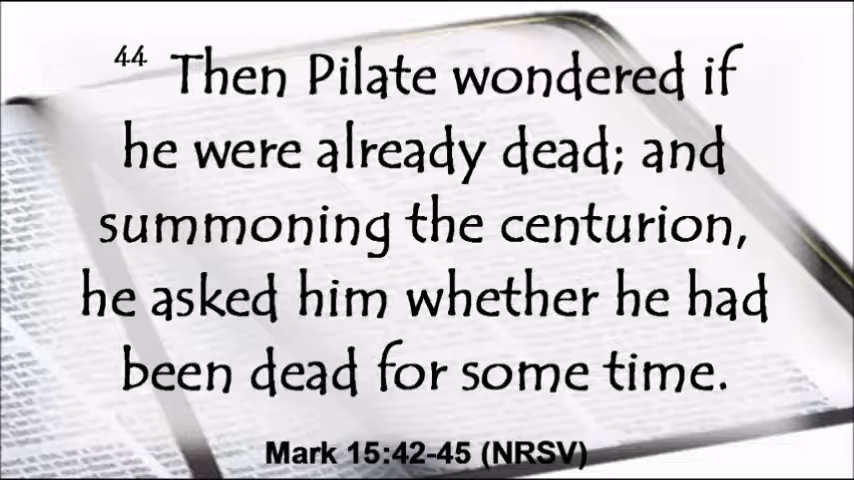 44 Then Pilate wondered if
he were already dead; and
summoning the centurion,
he asked him whether he had
been dead for some time.
Mark 15:42-45 (NRSV)